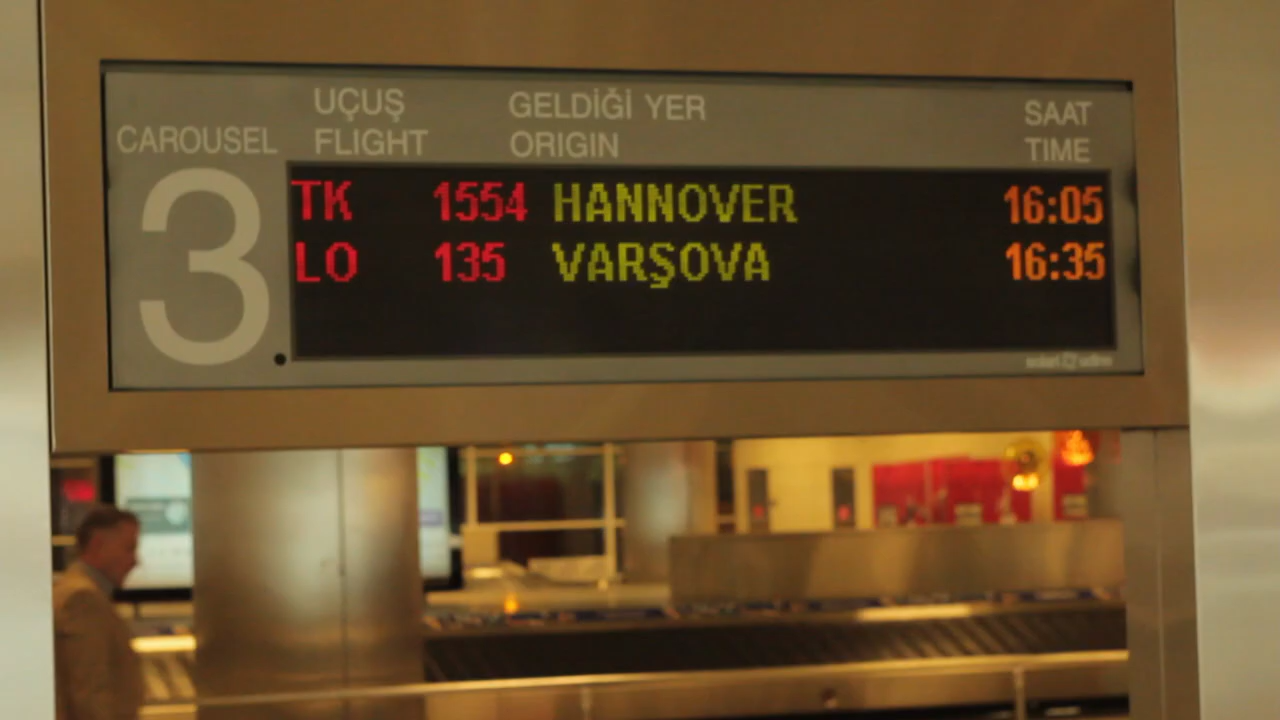 UÇUŞ GELDİĞİ YER SAAT
CAROUSEL FLIGHT ORIGIN TIME
3 TK 1554 HANNOVER 16:05
LO 135 VARŞOVA 16:35